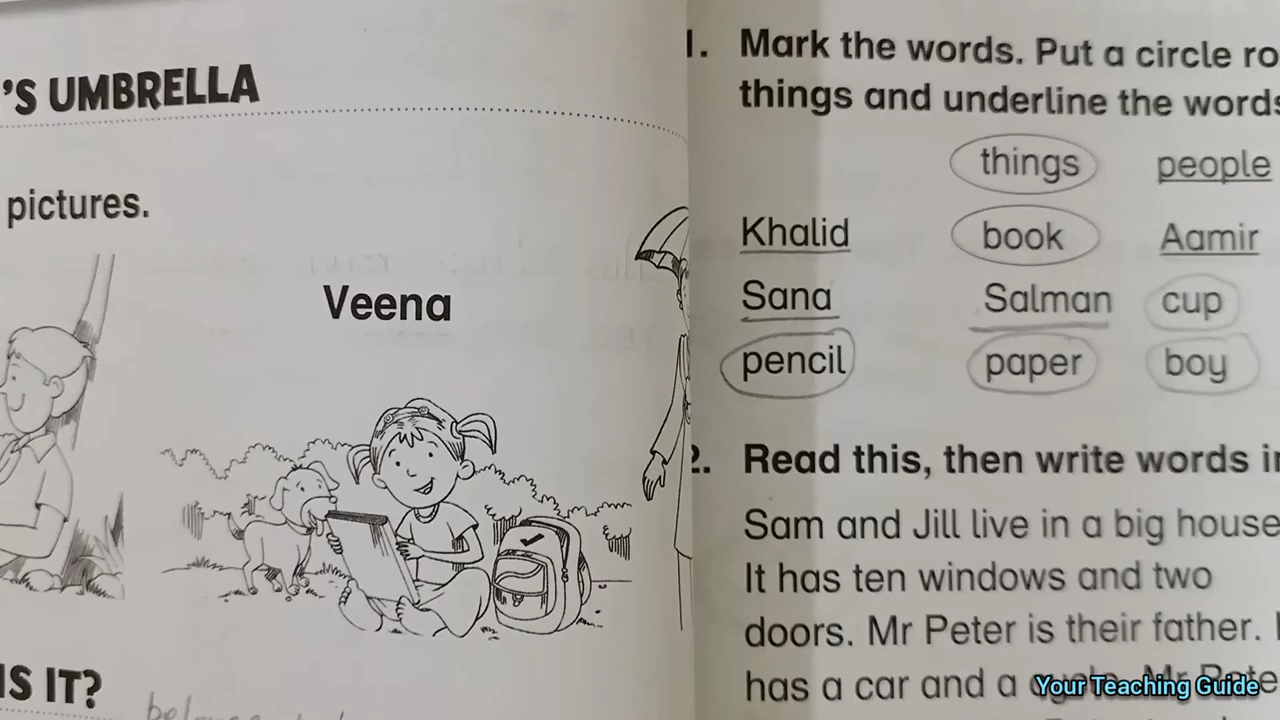 'S UMBRELLA
pictures.
Veena
IS IT?
1. Mark the words. Put a circle ro
things and underline the words
things people
Khalid book Aamir
Sana Salman cup
pencil paper boy
2. Read this, then write words in
Sam and Jill live in a big house
It has ten windows and two
doors. Mr Peter is their father.
has a car and a
Your Teaching Guide